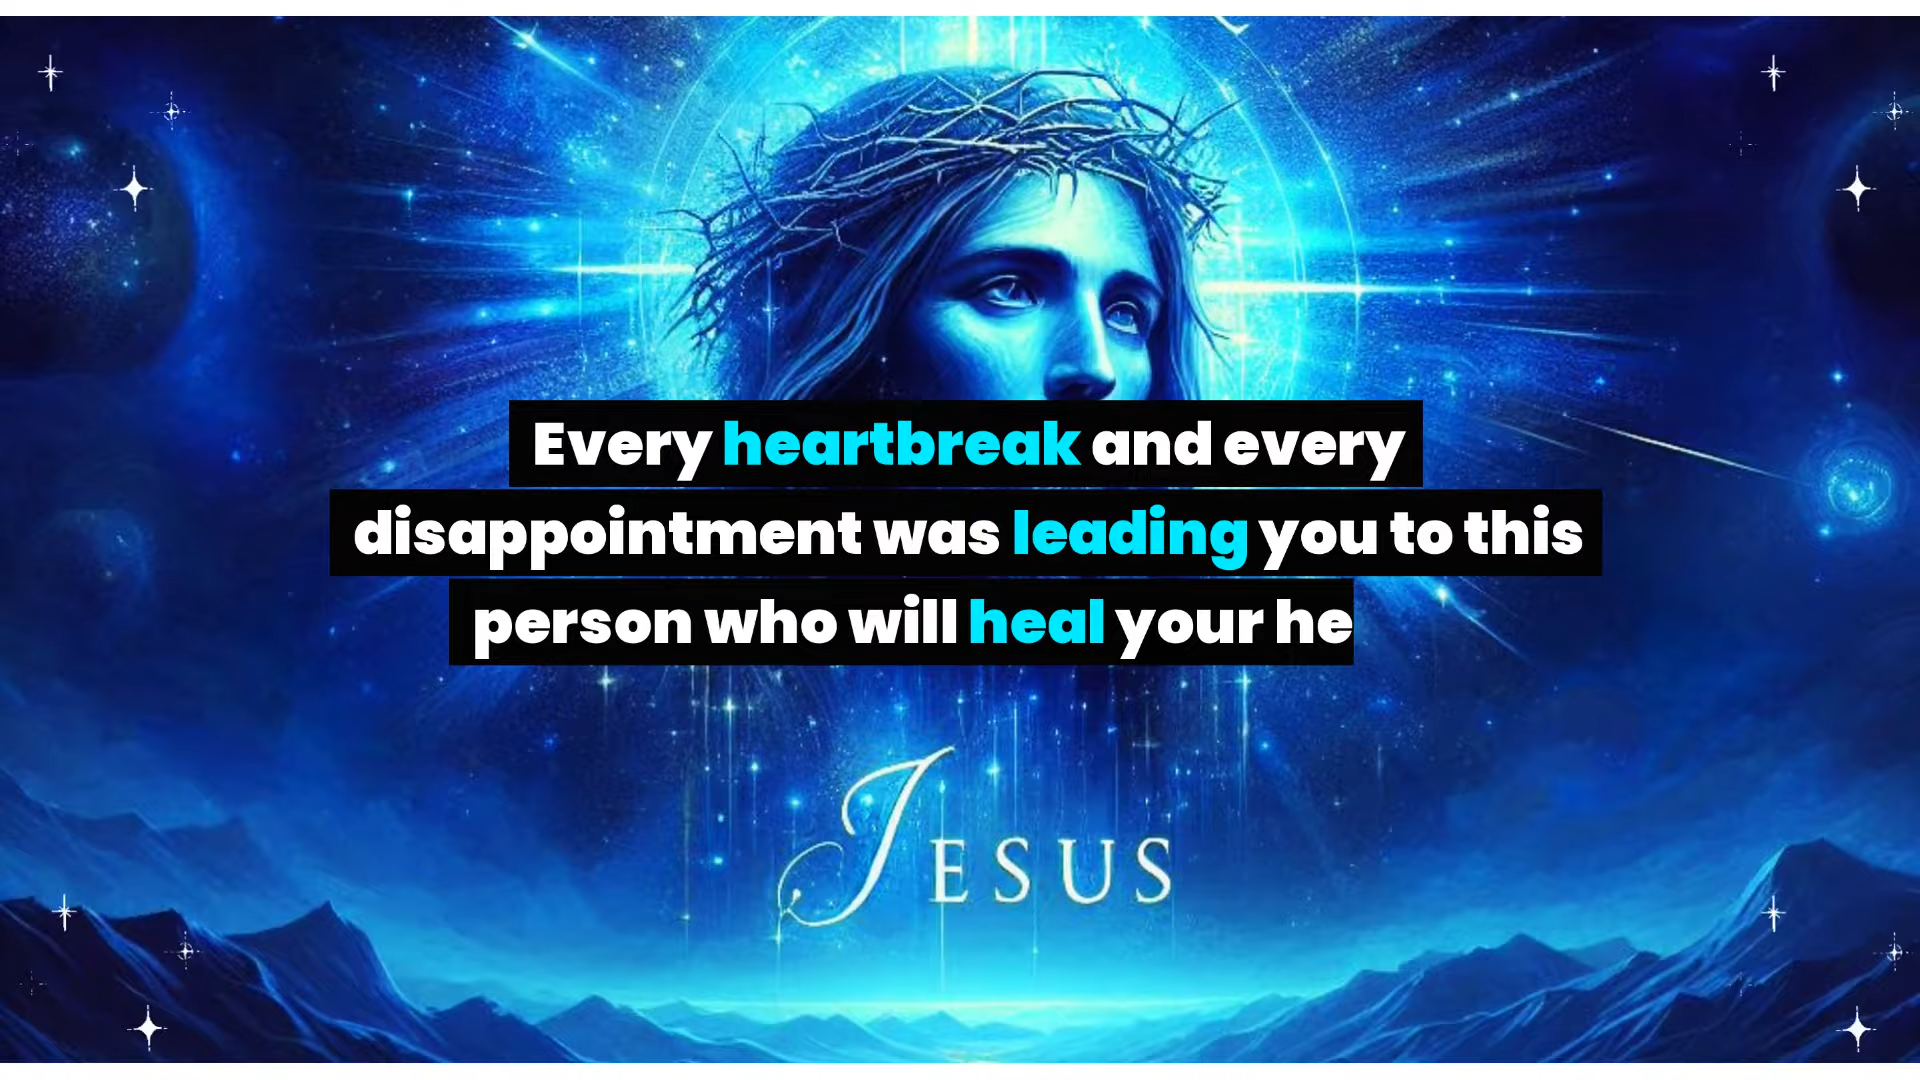 Every heartbreak and every
disappointment was leading you to this
person who will heal your he
JESUS